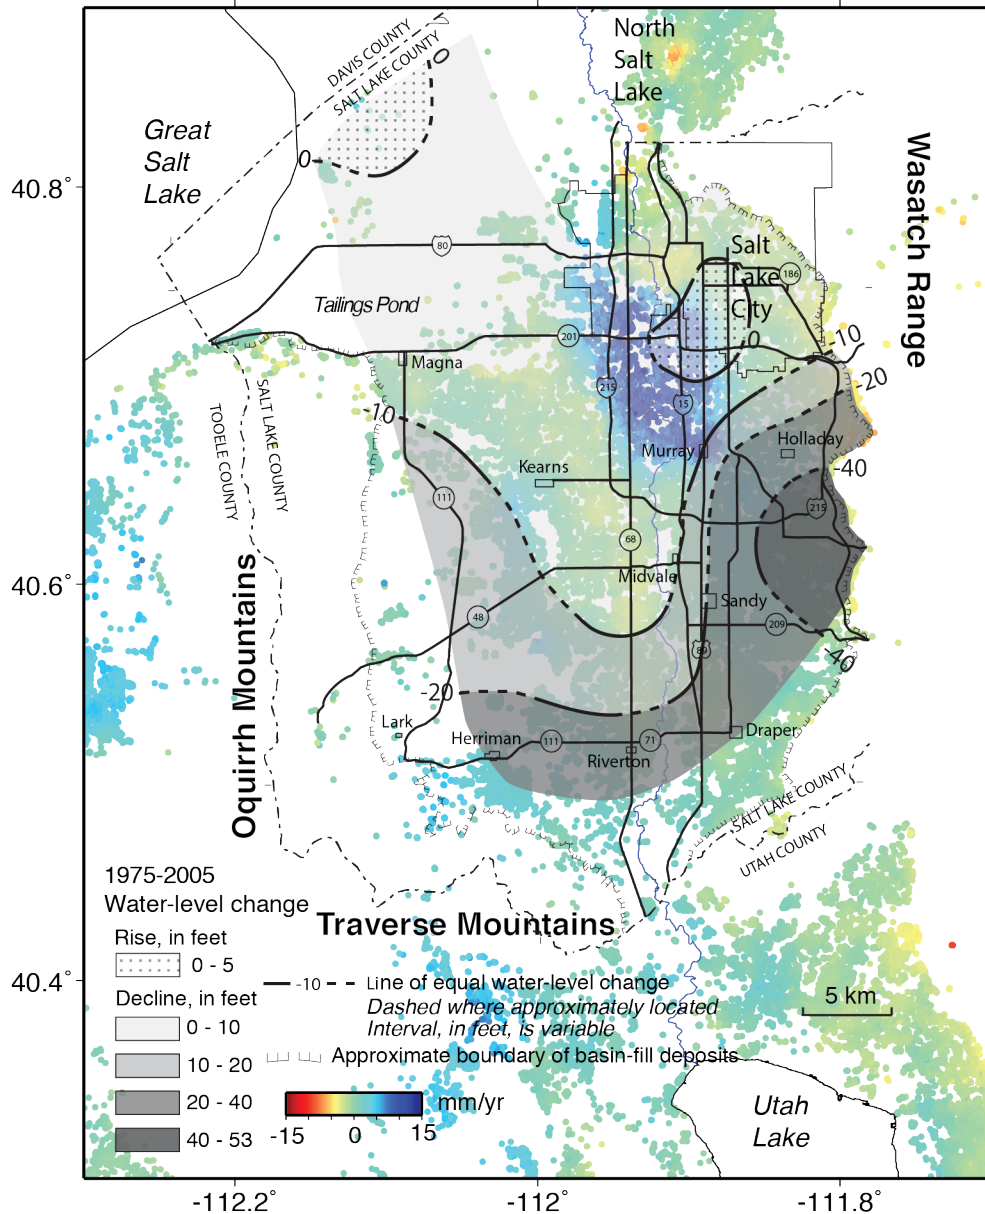 North
Salt
Lake
DAVIS COUNTY
SALT LAKE COUNTY
0
Great
Salt
Lake
0
40.8°
Wasatch Range
80
Salt
Lake
City
186
Tailings Pond
201
0
-10
Magna
215
-20
15
-10
SALT LAKE COUNTY
TOOELE COUNTY
Murray
Holladay
Kearns
-40
111
215
68
40.6°
Midvale
Sandy
48
209
Oquirrh Mountains
89
-40
-20
Lark
Herriman
111
71
Draper
Riverton
SALT LAKE COUNTY
UTAH COUNTY
1975-2005
Water-level change
Traverse Mountains
Rise, in feet
0 - 5
40.4°
-10
Line of equal water-level change
Dashed where approximately located
Interval, in feet, is variable
5 km
Decline, in feet
0 - 10
Approximate boundary of basin-fill deposits
10 - 20
20 - 40
mm/yr
40 - 53
-15
0
15
Utah
Lake
-112.2°
-112°
-111.8°